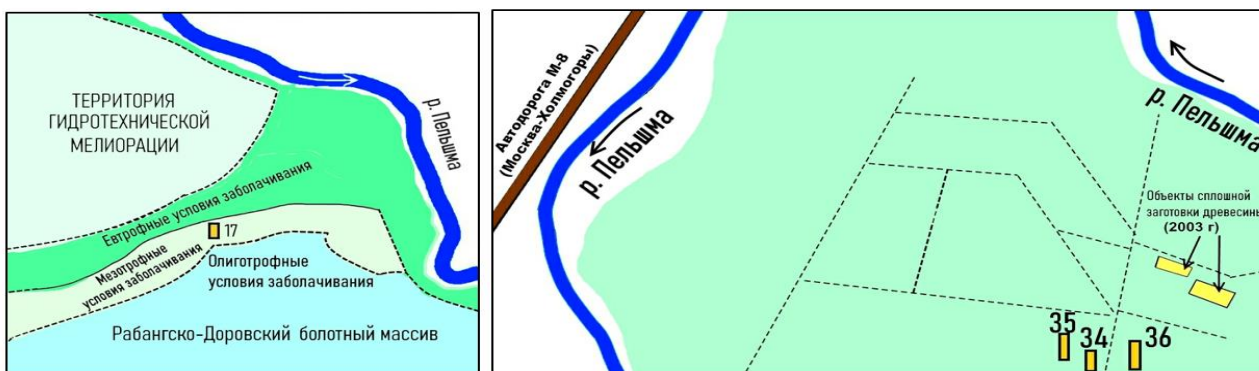 ТЕРРИТОРИЯ
ГИДРОТЕХНИЧЕСКОЙ
МЕЛИОРАЦИИ
р. Пельшма
Евтрофные условия заболачивания
17
Мезотрофные
условия заболачивания
Олиготрофные
условия заболачивания
Рабангско-Доровский болотный массив
Автодорога М-8
(Москва-Холмогоры)
р. Пельшма
р. Пельшма
Объекты сплошной
заготовки древесины
(2003 г)
35
34
36